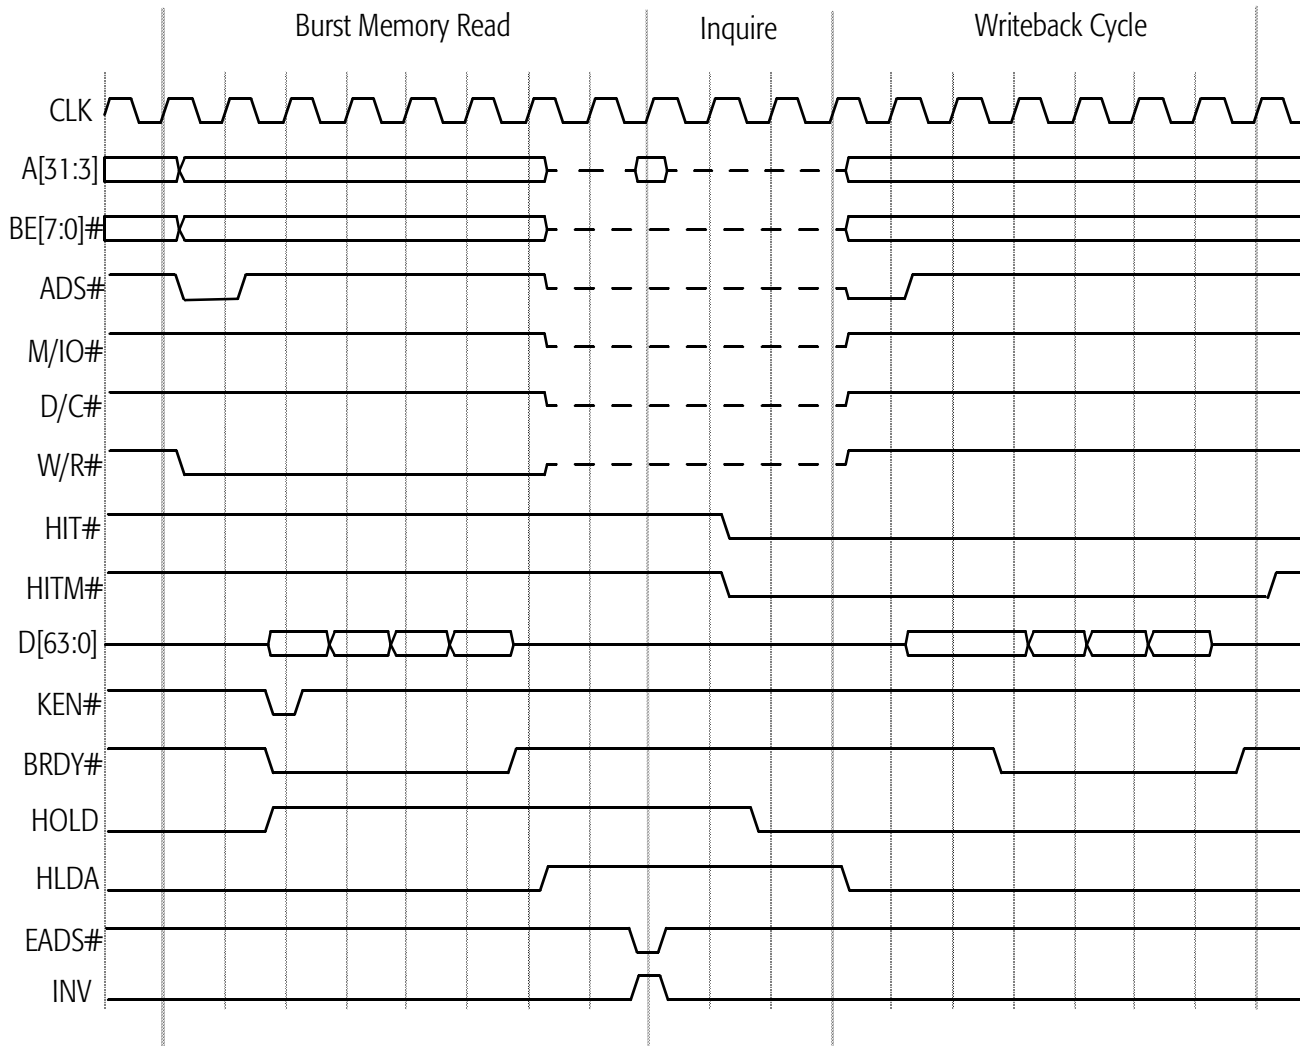 Burst Memory Read
Inquire
Writeback Cycle
CLK
A[31:3]
BE[7:0]#
ADS#
M/IO#
D/C#
W/R#
HIT#
HITM#
D[63:0]
KEN#
BRDY#
HOLD
HLDA
EADS#
INV